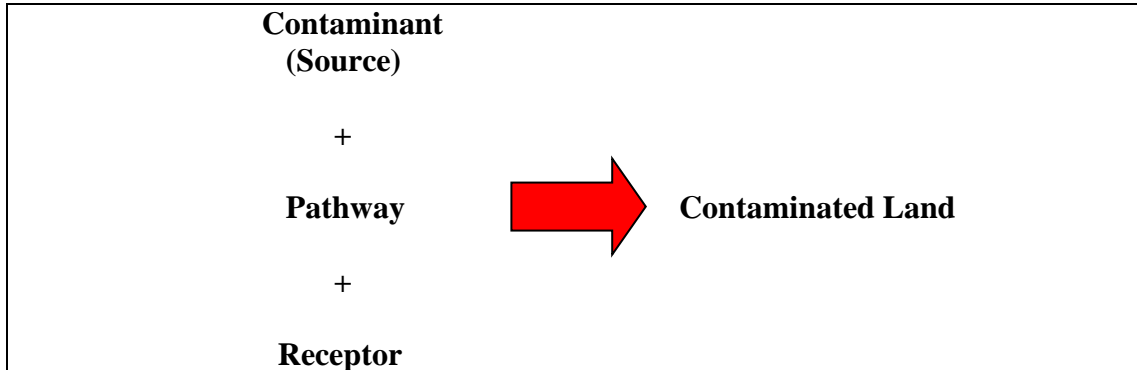 Contaminant
(Source)
+
Pathway
Contaminated Land
+
Receptor